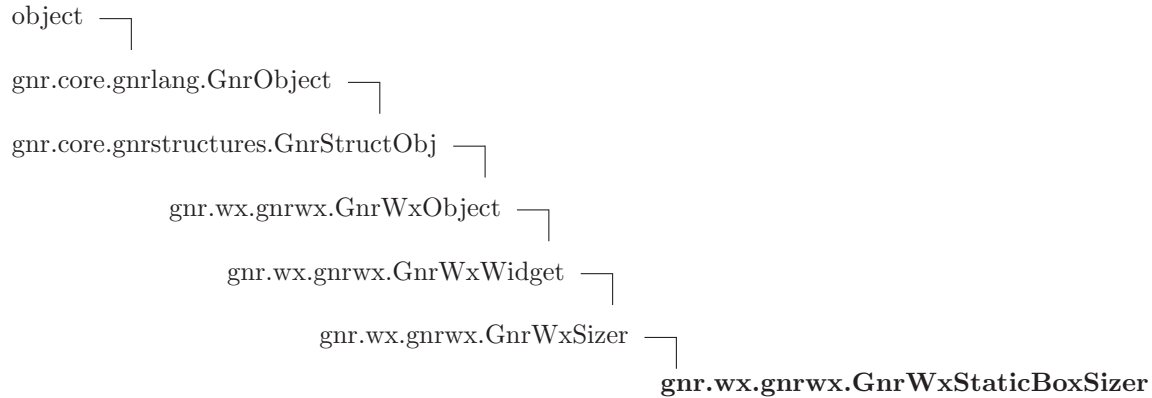 object
gnr.core.gnrlang.GnrObject
gnr.core.gnrstructures.GnrStructObj
gnr.wx.gnrwx.GnrWxObject
gnr.wx.gnrwx.GnrWxWidget
gnr.wx.gnrwx.GnrWxSizer
gnr.wx.gnrwx.GnrWxStaticBoxSizer